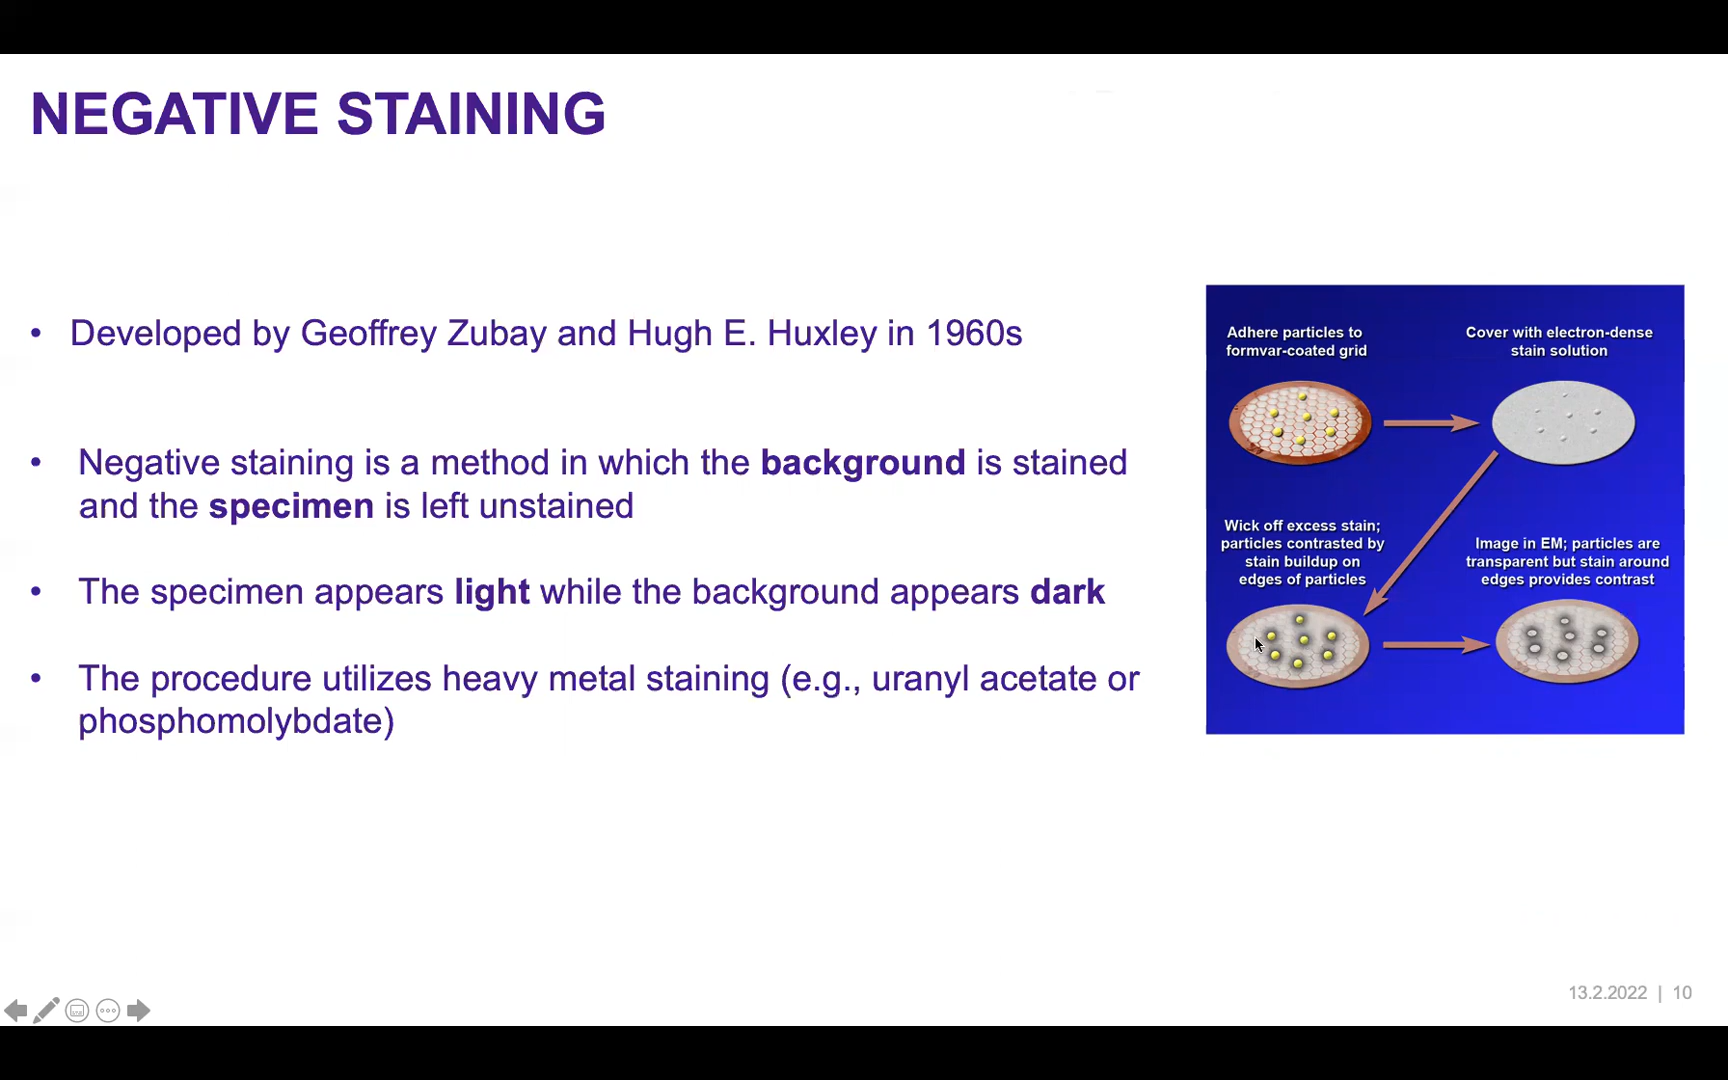 NEGATIVE STAINING
• Developed by Geoffrey Zubay and Hugh E. Huxley in 1960s
• Negative staining is a method in which the background is stained
and the specimen is left unstained
• The specimen appears light while the background appears dark
• The procedure utilizes heavy metal staining (e.g., uranyl acetate or
phosphomolybdate)
Adhere particles to
formvar-coated grid
Cover with electron-dense
stain solution
Wick off excess stain;
particles contrasted by
stain buildup on
edges of particles
Image in EM; particles are
transparent but stain around
edges provides contrast
13.2.2022 | 10